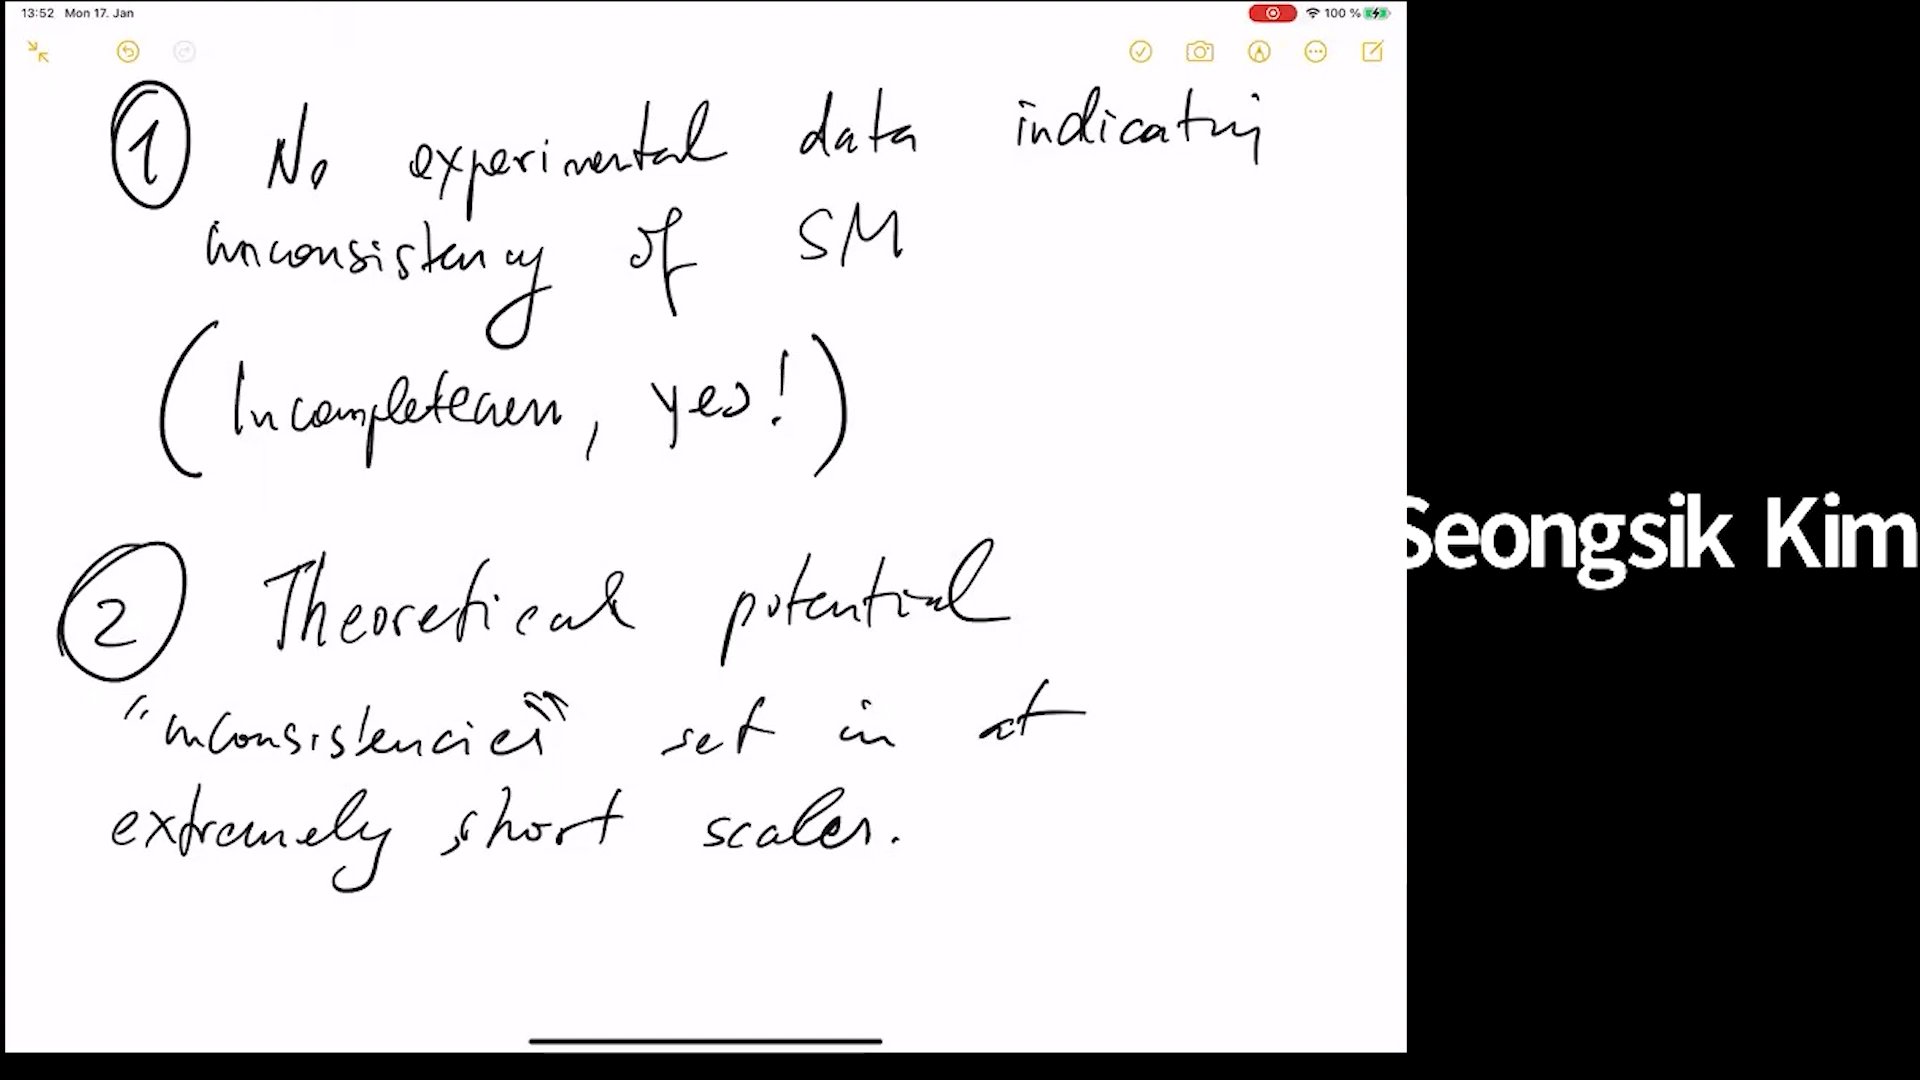 13:52 Mon 17. Jan 100 %
1 No experimental data indicating
inconsistency of SM
(Incompleteness, yes!)
2 Theoretical potential
"inconsistencies" set in at
extremely short scales.
Seongsik Kim